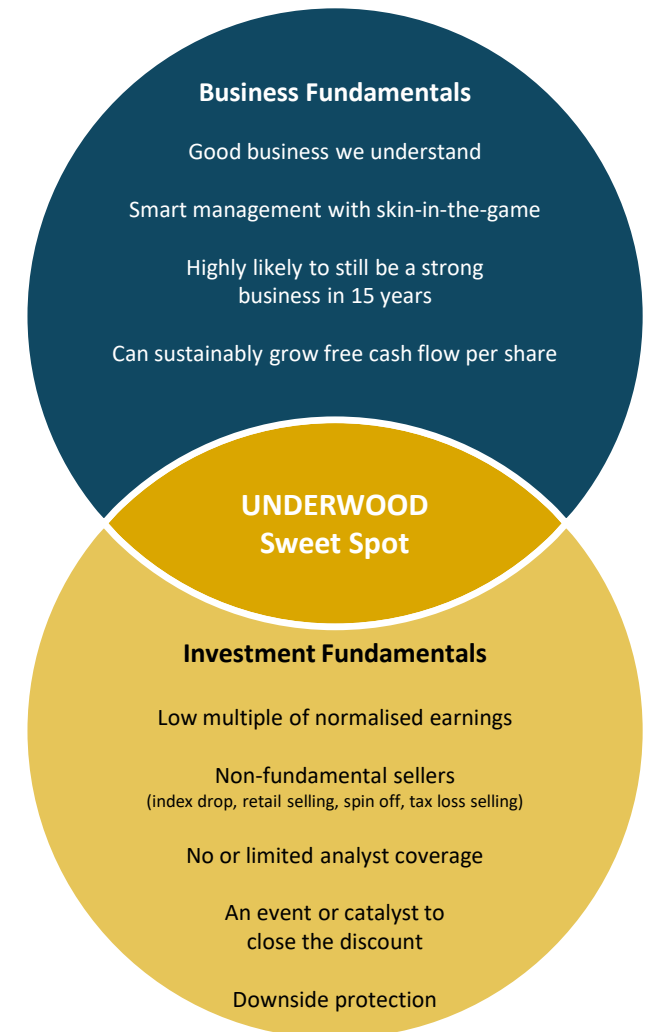 Business Fundamentals
Good business we understand
Smart management with skin-in-the-game
Highly likely to still be a strong
business in 15 years
Can sustainably grow free cash flow per share
UNDERWOOD
Sweet Spot
Investment Fundamentals
Low multiple of normalised earnings
Non-fundamental sellers
(index drop, retail selling, spin off, tax loss selling)
No or limited analyst coverage
An event or catalyst to
close the discount
Downside protection